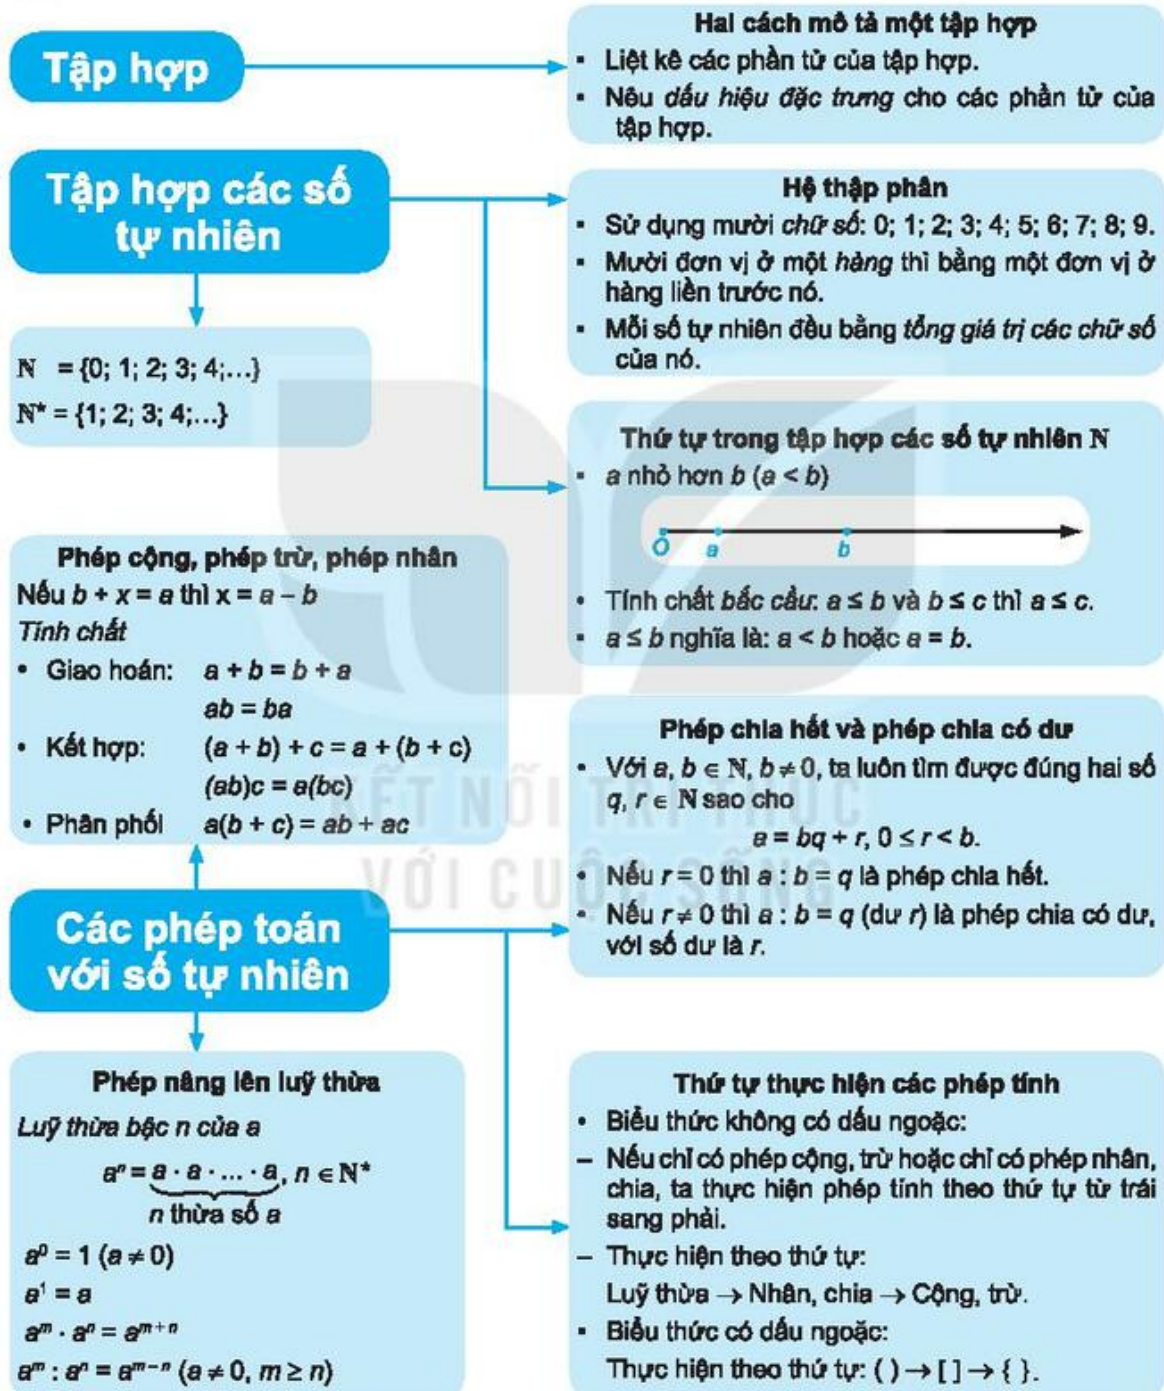 Tập hợp
Hai cách mô tả một tập hợp
▪ Liệt kê các phần tử của tập hợp.
▪ Nêu dấu hiệu đặc trưng cho các phần tử của
tập hợp.
Tập hợp các số
tự nhiên
Hệ thập phân
▪ Sử dụng mười chữ số: 0; 1; 2; 3; 4; 5; 6; 7; 8; 9.
▪ Mười đơn vị ở một hàng thì bằng một đơn vị ở
hàng liền trước nó.
▪ Mỗi số tự nhiên đều bằng tổng giá trị các chữ số
của nó.
ℕ = {0; 1; 2; 3; 4;...}
ℕ* = {1; 2; 3; 4;...}
Thứ tự trong tập hợp các số tự nhiên ℕ
▪ a nhỏ hơn b (a < b)
O a b
• Tính chất bắc cầu: a ≤ b và b ≤ c thì a ≤ c.
▪ a ≤ b nghĩa là: a < b hoặc a = b.
Phép cộng, phép trừ, phép nhân
Nếu b + x = a thì x = a – b
Tính chất
• Giao hoán: a + b = b + a
ab = ba
• Kết hợp: (a + b) + c = a + (b + c)
(ab)c = a(bc)
• Phân phối a(b + c) = ab + ac
Phép chia hết và phép chia có dư
• Với a, b ∈ ℕ, b ≠ 0, ta luôn tìm được đúng hai số
q, r ∈ ℕ sao cho
a = bq + r, 0 ≤ r < b.
• Nếu r = 0 thì a : b = q là phép chia hết.
▪ Nếu r ≠ 0 thì a : b = q (dư r) là phép chia có dư,
với số dư là r.
KẾT NỐI TRI THỨC
VỚI CUỘC SỐNG
Các phép toán
với số tự nhiên
Phép nâng lên luỹ thừa
Luỹ thừa bậc n của a
aⁿ = a · a · ... · a, n ∈ ℕ*
n thừa số a
a⁰ = 1 (a ≠ 0)
a¹ = a
aᵐ · aⁿ = aᵐ⁺ⁿ
aᵐ : aⁿ = aᵐ⁻ⁿ (a ≠ 0, m ≥ n)
Thứ tự thực hiện các phép tính
• Biểu thức không có dấu ngoặc:
– Nếu chỉ có phép cộng, trừ hoặc chỉ có phép nhân,
chia, ta thực hiện phép tính theo thứ tự từ trái
sang phải.
– Thực hiện theo thứ tự:
Luỹ thừa → Nhân, chia → Cộng, trừ.
▪ Biểu thức có dấu ngoặc:
Thực hiện theo thứ tự: ( ) → [ ] → { }.